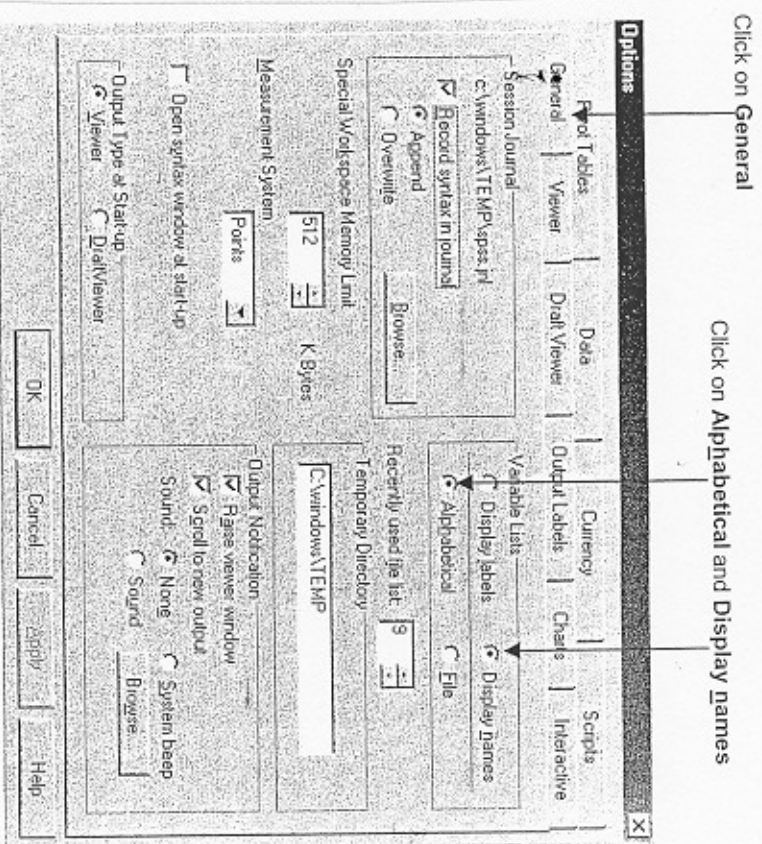 Click on General
Click on Alphabetical and Display names
Options
Pivot Tables
Data
Currency
Scripts
General
Viewer
Draft Viewer
Output Labels
Charts
Interactive
Session Journal
c:\windows\TEMP\spss.jnl
Record syntax in journal
Append
Overwrite
Browse...
Special Workspace Memory Limit
512
K Bytes
Measurement System
Points
Open syntax window at start-up
Output Type at Start-up
Viewer
Draft Viewer
Variable Lists
Display labels
Display names
Alphabetical
File
Recently used file list:
9
Temporary Directory
C:\windows\TEMP
Output Notification
Raise viewer window
Scroll to new output
Sound:
None
System beep
Sound
Browse...
OK
Cancel
Apply
Help